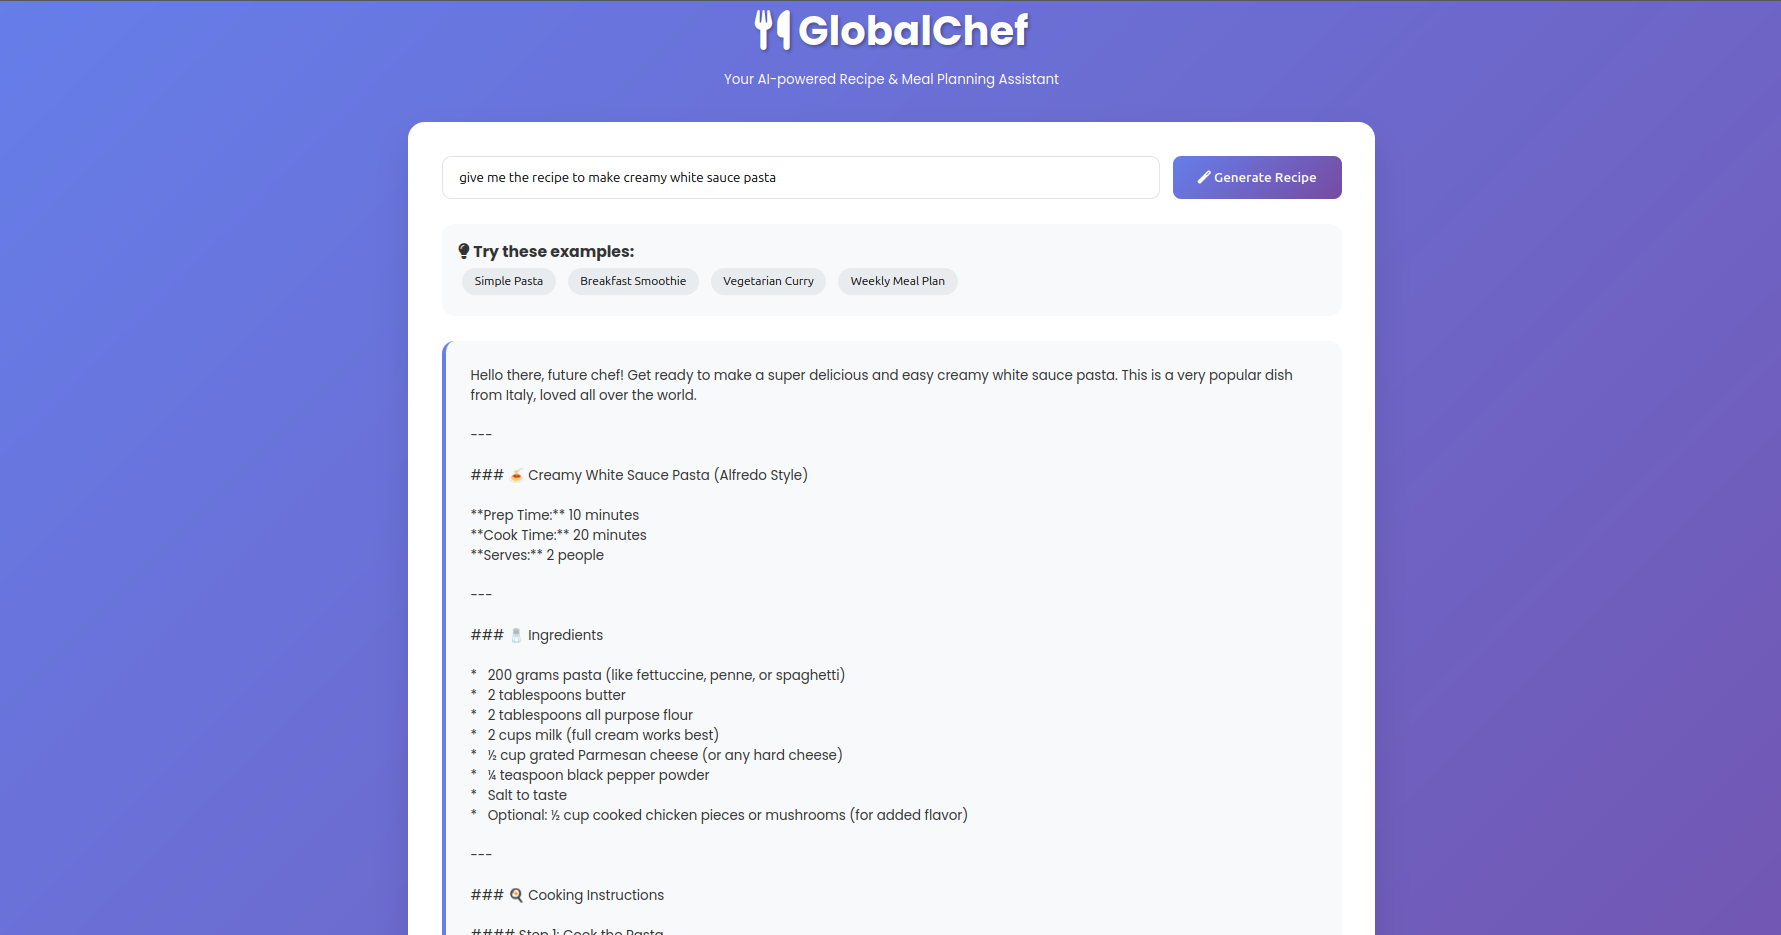 GlobalChef
Your AI-powered Recipe & Meal Planning Assistant
give me the recipe to make creamy white sauce pasta
Generate Recipe
Try these examples:
Simple Pasta Breakfast Smoothie Vegetarian Curry Weekly Meal Plan
Hello there, future chef! Get ready to make a super delicious and easy creamy white sauce pasta. This is a very popular dish
from Italy, loved all over the world.
---
### 🍝 Creamy White Sauce Pasta (Alfredo Style)
**Prep Time:** 10 minutes
**Cook Time:** 20 minutes
**Serves:** 2 people
---
### 🧂 Ingredients
*   200 grams pasta (like fettuccine, penne, or spaghetti)
*   2 tablespoons butter
*   2 tablespoons all purpose flour
*   2 cups milk (full cream works best)
*   ½ cup grated Parmesan cheese (or any hard cheese)
*   ¼ teaspoon black pepper powder
*   Salt to taste
*   Optional: ½ cup cooked chicken pieces or mushrooms (for added flavor)
---
### 🍳 Cooking Instructions
#### Step 1: Cook the Pasta